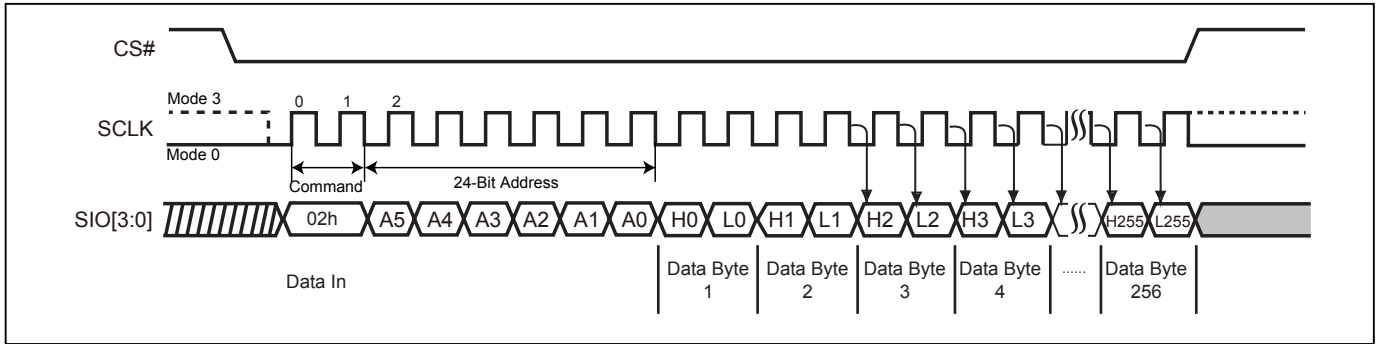 CS#
Mode 3
0 1 2
SCLK
Mode 0
Command
24-Bit Address
SIO[3:0]
02h A5 A4 A3 A2 A1 A0 H0 L0 H1 L1 H2 L2 H3 L3 H255 L255
Data In
Data Byte 1
Data Byte 2
Data Byte 3
Data Byte 4
......
Data Byte 256